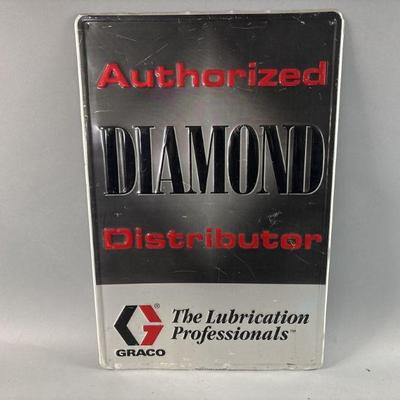 Authorized
DIAMOND
Distributor
®
The Lubrication
Professionals™
GRACO